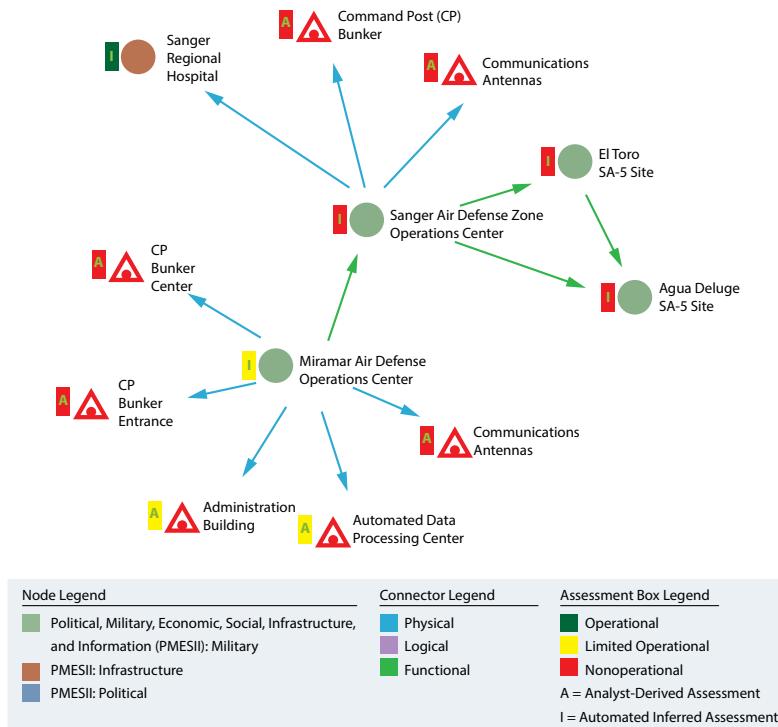 A
Command Post (CP)
Bunker
I
Sanger
Regional
Hospital
A
Communications
Antennas
I
El Toro
SA-5 Site
I
Sanger Air Defense Zone
Operations Center
A
CP
Bunker
Center
I
Agua Deluge
SA-5 Site
I
Miramar Air Defense
Operations Center
A
CP
Bunker
Entrance
A
Communications
Antennas
A
Administration
Building
A
Automated Data
Processing Center
Node Legend
Political, Military, Economic, Social, Infrastructure,
and Information (PMESII): Military
PMESII: Infrastructure
PMESII: Political
Connector Legend
Physical
Logical
Functional
Assessment Box Legend
Operational
Limited Operational
Nonoperational
A = Analyst-Derived Assessment
I = Automated Inferred Assessment